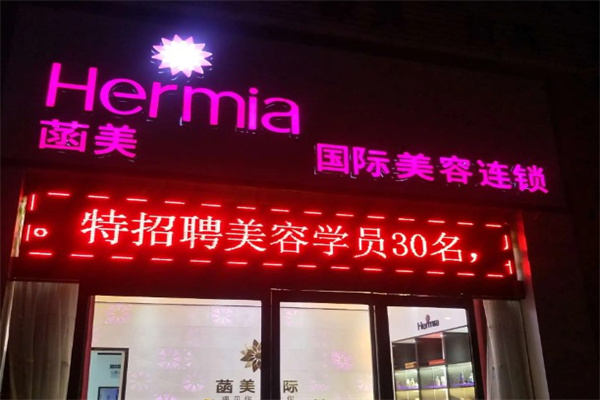 Hermia
菡美
国际美容连锁
。特招聘美容学员30名，
Hermia
菡美 际